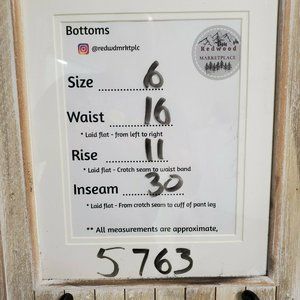 Bottoms
@redwdmrktplc
Redwood
MARKETPLACE
Size 6
Waist 16
* Laid flat - from left to right
Rise 11
* Laid flat - Crotch seam to waist band
Inseam 30
* Laid flat - From crotch seam to cuff of pant leg
** All measurements are approximate,
5763